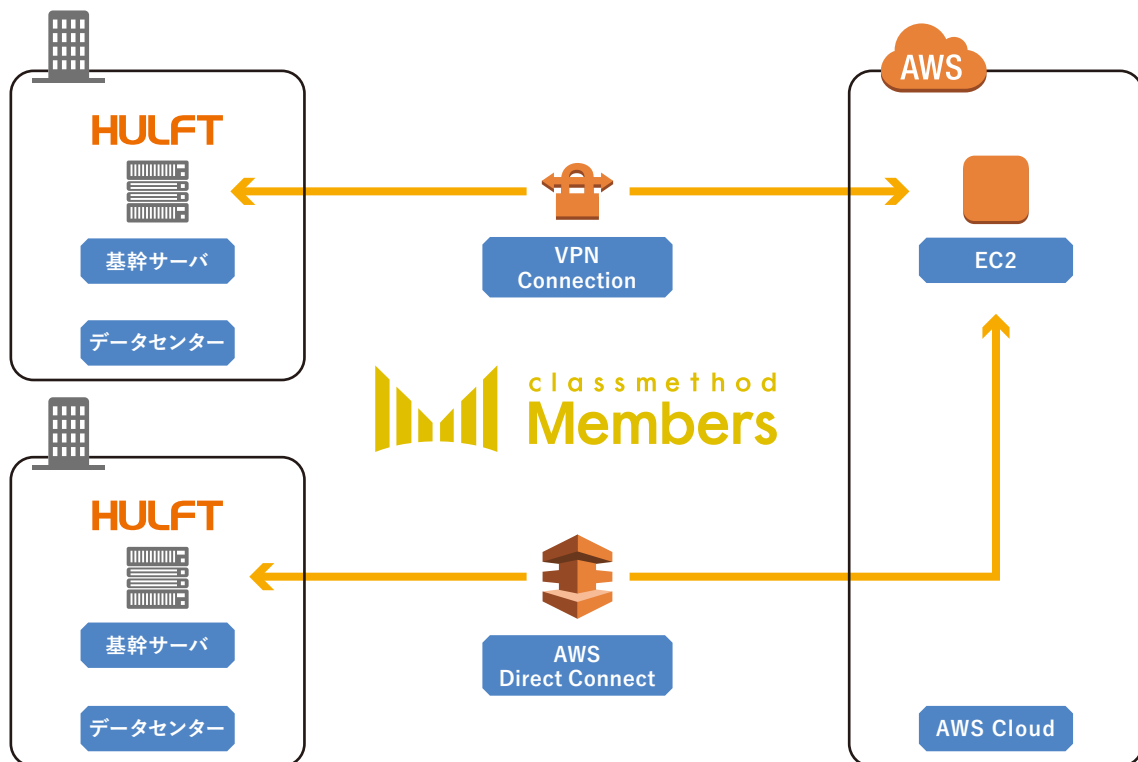 AWS
HULFT
基幹サーバ
データセンター
VPN
Connection
EC2
classmethod
Members
HULFT
基幹サーバ
データセンター
AWS
Direct Connect
AWS Cloud